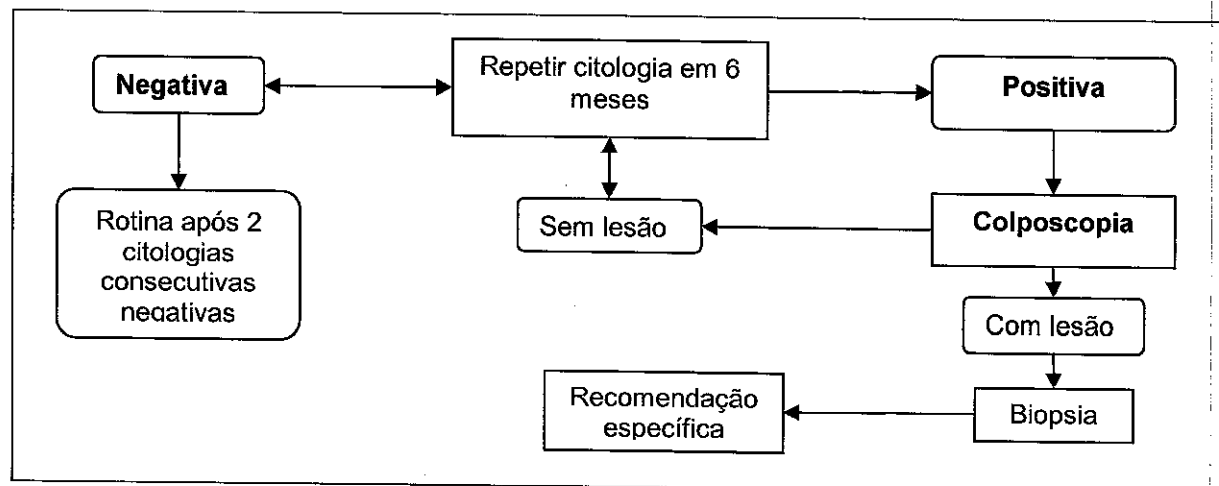 Negativa
Repetir citologia em 6
meses
Positiva
Rotina após 2
citologias
consecutivas
negativas
Sem lesão
Colposcopia
Com lesão
Recomendação
específica
Biopsia